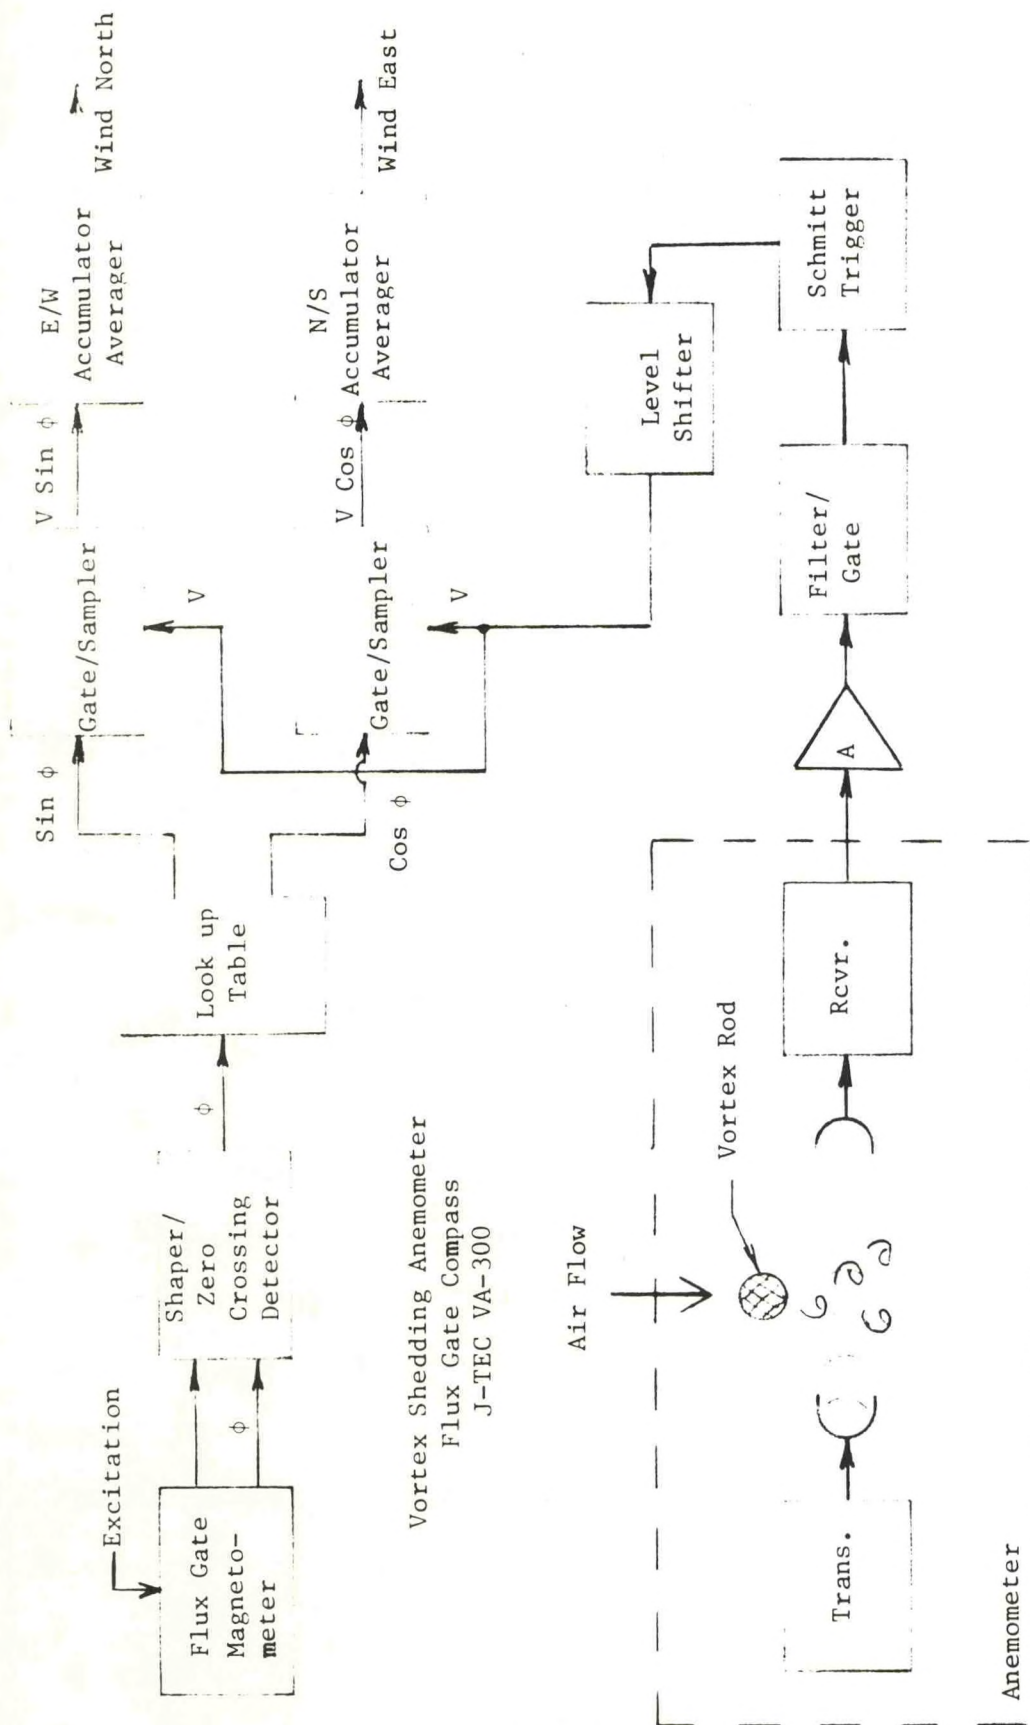 Excitation
Flux Gate
Magneto-
meter
ϕ
Shaper/
Zero
Crossing
Detector
ϕ
Look up
Table
Sin ϕ
Cos ϕ
Gate/Sampler
V
V Sin ϕ
E/W
Accumulator
Averager
Wind North
Gate/Sampler
V
V Cos ϕ
N/S
Accumulator
Averager
Wind East
Vortex Shedding Anemometer
Flux Gate Compass
J-TEC VA-300
Air Flow
Vortex Rod
Trans.
Rcvr.
A
Filter/
Gate
Schmitt
Trigger
Level
Shifter
Anemometer